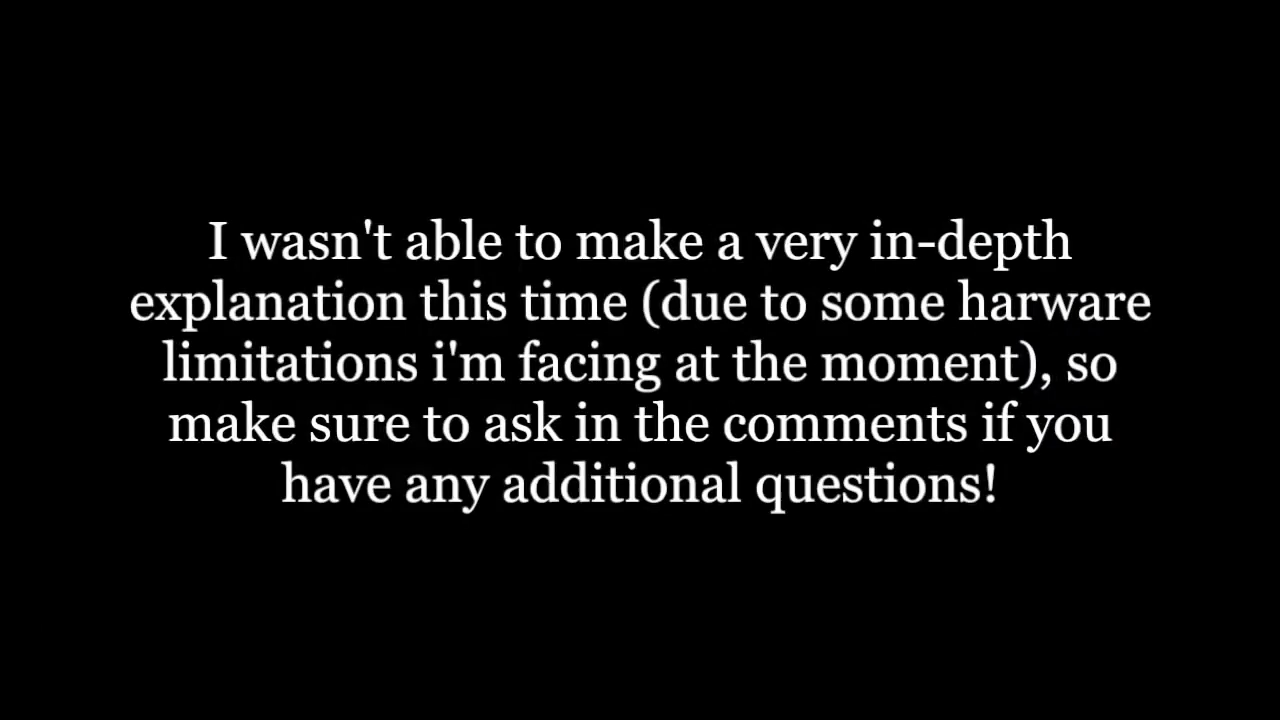 I wasn't able to make a very in-depth
explanation this time (due to some harware
limitations i'm facing at the moment), so
make sure to ask in the comments if you
have any additional questions!